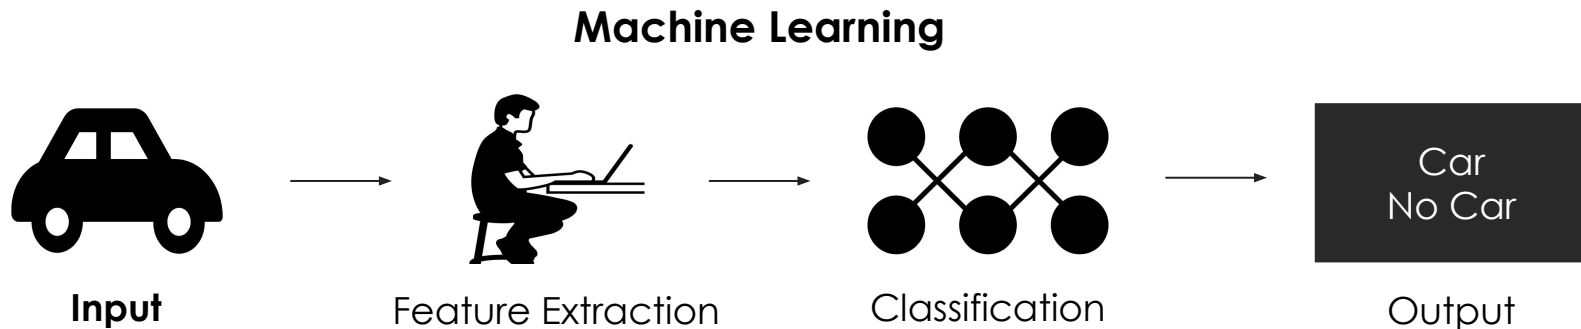 Machine Learning
Car
No Car
Input
Feature Extraction
Classification
Output